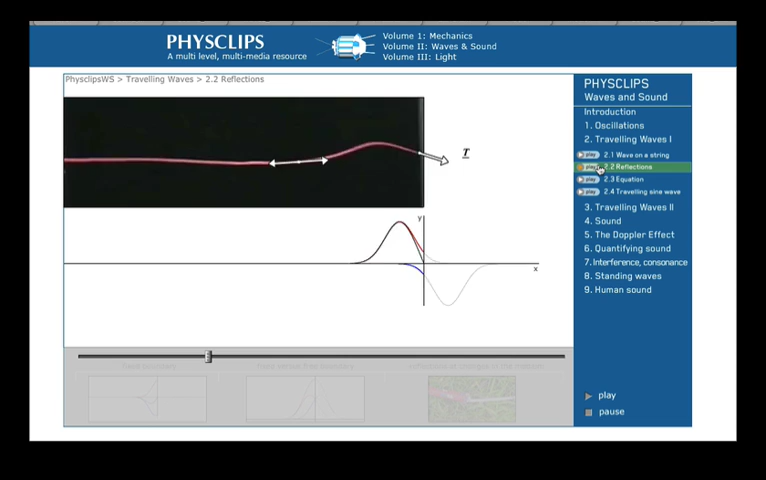 PHYSCLIPS
A multi level, multi-media resource
Volume 1: Mechanics
Volume II: Waves & Sound
Volume III: Light
PhysclipsWS > Travelling Waves > 2.2 Reflections
T
y
x
PHYSCLIPS
Waves and Sound
Introduction
1. Oscillations
2. Travelling Waves I
play 2.1 Wave on a string
play 2.2 Reflections
play 2.3 Equation
play 2.4 Travelling sine wave
3. Travelling Waves II
4. Sound
5. The Doppler Effect
6. Quantifying sound
7. Interference, consonance
8. Standing waves
9. Human sound
play
pause